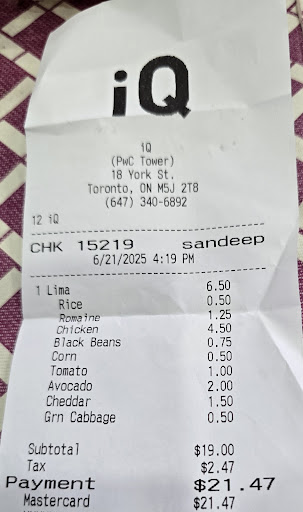 iQ
iQ
(PwC Tower)
18 York St.
Toronto, ON M5J 2T8
(647) 340-6892
12 iQ
CHK 15219 sandeep
6/21/2025 4:19 PM
1 Lima 6.50
Rice 0.50
Romaine 1.25
Chicken 4.50
Black Beans 0.75
Corn 0.50
Tomato 1.00
Avocado 2.00
Cheddar 1.50
Grn Cabbage 0.50
Subtotal $19.00
Tax $2.47
Payment $21.47
Mastercard $21.47